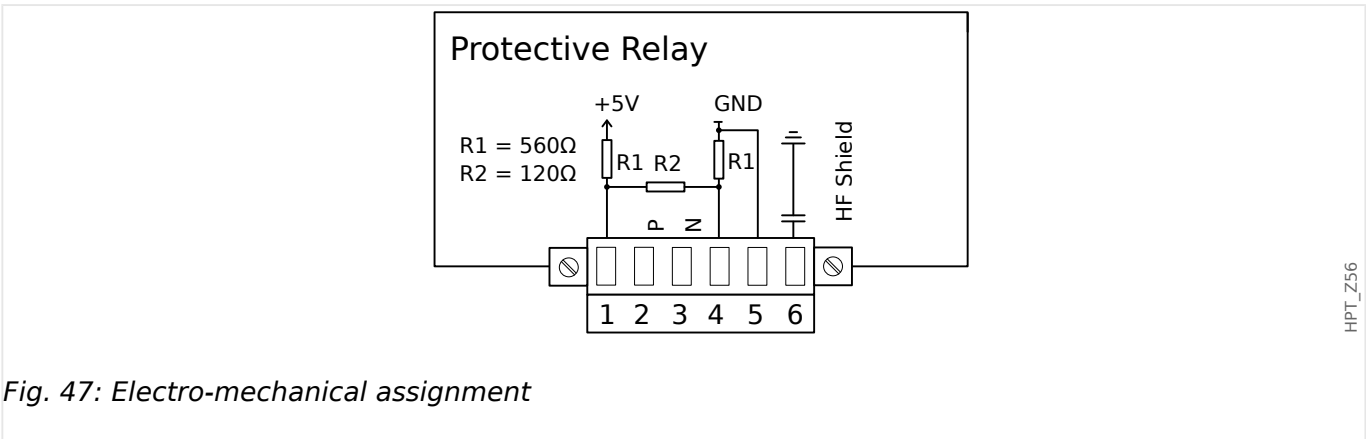 Protective Relay
+5V
GND
R1 = 560Ω
R2 = 120Ω
R1
R2
R1
HF Shield
P
N
1 2 3 4 5 6
HPT_Z56
Fig. 47: Electro-mechanical assignment